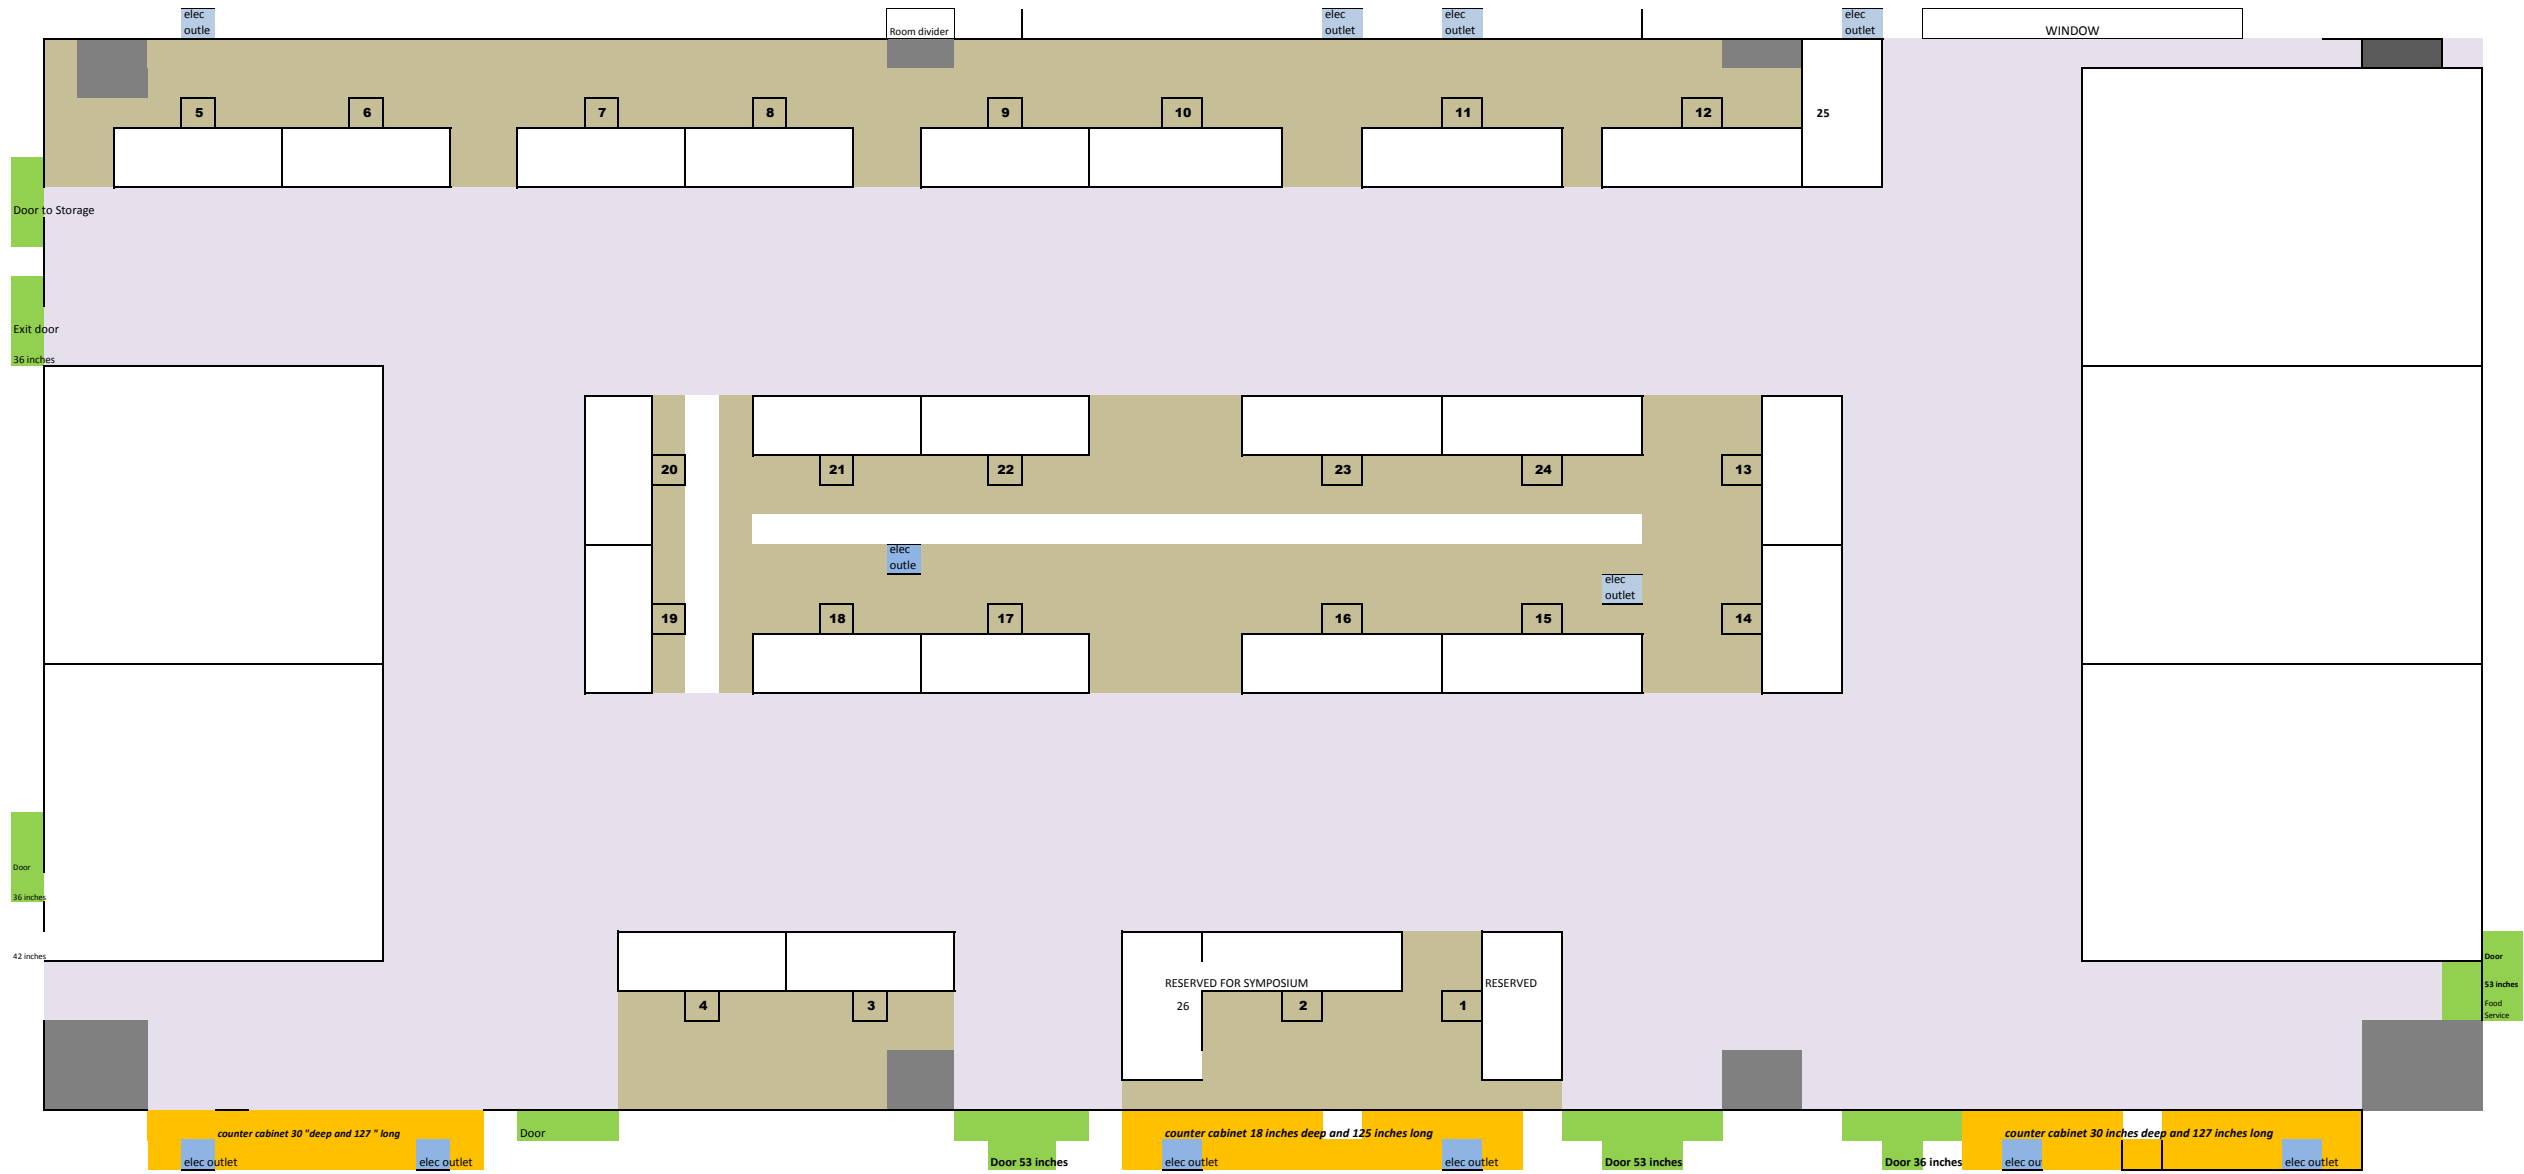 elec
outle
Room divider
elec
outlet
elec
outlet
elec
outlet
WINDOW
5
6
7
8
9
10
11
12
25
Door to Storage
Exit door
36 inches
20
21
22
23
24
13
elec
outle
elec
outlet
19
18
17
16
15
14
Door
36 inches
42 inches
Door
53 inches
Food
Service
RESERVED FOR SYMPOSIUM
RESERVED
4
3
26
2
1
counter cabinet 30 "deep and 127 " long
Door
counter cabinet 18 inches deep and 125 inches long
counter cabinet 30 inches deep and 127 inches long
elec outlet
elec outlet
Door 53 inches
elec outlet
elec outlet
Door 53 inches
Door 36 inches
elec ou
elec outlet